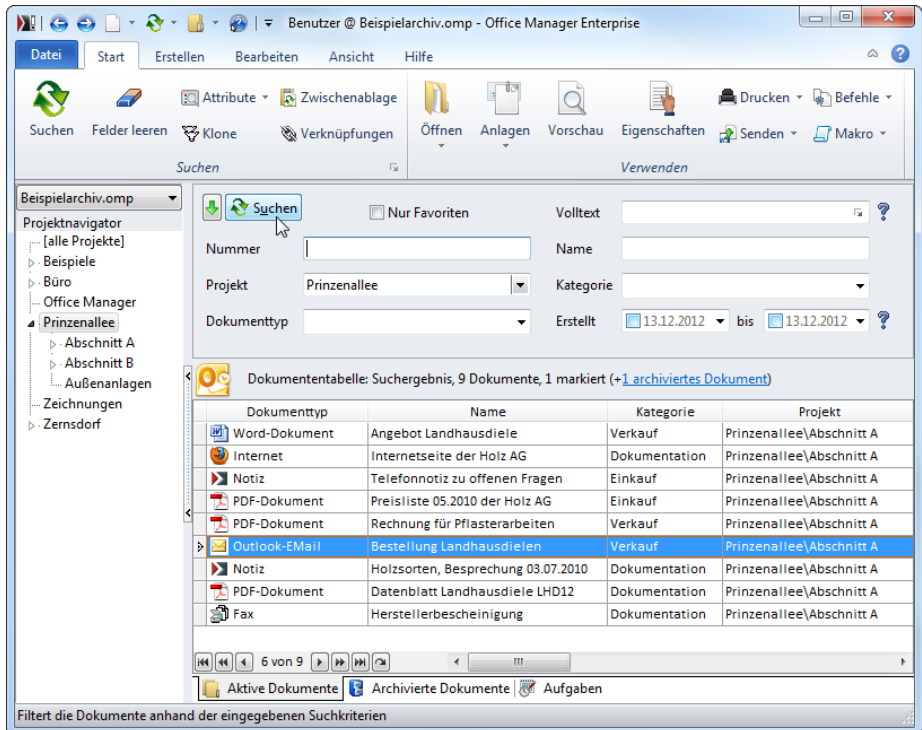 Benutzer @ Beispielarchiv.omp - Office Manager Enterprise
Datei Start Erstellen Bearbeiten Ansicht Hilfe
Suchen Felder leeren Attribute Zwischenablage Öffnen Anlagen Vorschau Eigenschaften Drucken Befehle
Klone Verknüpfungen Senden Makro
Suchen Verwenden
Beispielarchiv.omp
Projektnavigator
[alle Projekte]
Beispiele
Büro
Office Manager
Prinzenallee
Abschnitt A
Abschnitt B
Außenanlagen
Zeichnungen
Zernsdorf
Suchen Nur Favoriten Volltext
Nummer Name
Projekt Prinzenallee Kategorie
Dokumenttyp Erstellt 13.12.2012 bis 13.12.2012
Dokumententabelle: Suchergebnis, 9 Dokumente, 1 markiert (+1 archiviertes Dokument)
Dokumenttyp Name Kategorie Projekt
Word-Dokument Angebot Landhausdiele Verkauf Prinzenallee\Abschnitt A
Internet Internetseite der Holz AG Dokumentation Prinzenallee\Abschnitt A
Notiz Telefonnotiz zu offenen Fragen Einkauf Prinzenallee\Abschnitt A
PDF-Dokument Preisliste 05.2010 der Holz AG Einkauf Prinzenallee\Abschnitt A
PDF-Dokument Rechnung für Pflasterarbeiten Verkauf Prinzenallee\Abschnitt A
Outlook-EMail Bestellung Landhausdielen Verkauf Prinzenallee\Abschnitt A
Notiz Holzsorten, Besprechung 03.07.2010 Dokumentation Prinzenallee\Abschnitt A
PDF-Dokument Datenblatt Landhausdiele LHD12 Dokumentation Prinzenallee\Abschnitt A
Fax Herstellerbescheinigung Dokumentation Prinzenallee\Abschnitt A
6 von 9
Aktive Dokumente Archivierte Dokumente Aufgaben
Filtert die Dokumente anhand der eingegebenen Suchkriterien